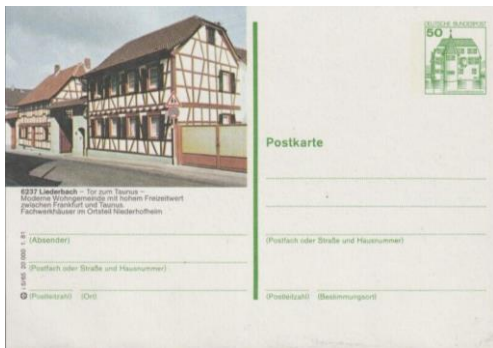 DEUTSCHE BUNDESPOST
50
Postkarte
6237 Liederbach – Tor zum Taunus –
Moderne Wohngemeinde mit hohem Freizeitwert
zwischen Frankfurt und Taunus.
Fachwerkhäuser im Ortsteil Niederhofheim
(Absender)
(Postfach oder Straße und Hausnummer)
(Postleitzahl) (Ort)
(Postfach oder Straße und Hausnummer)
(Postleitzahl) (Bestimmungsort)